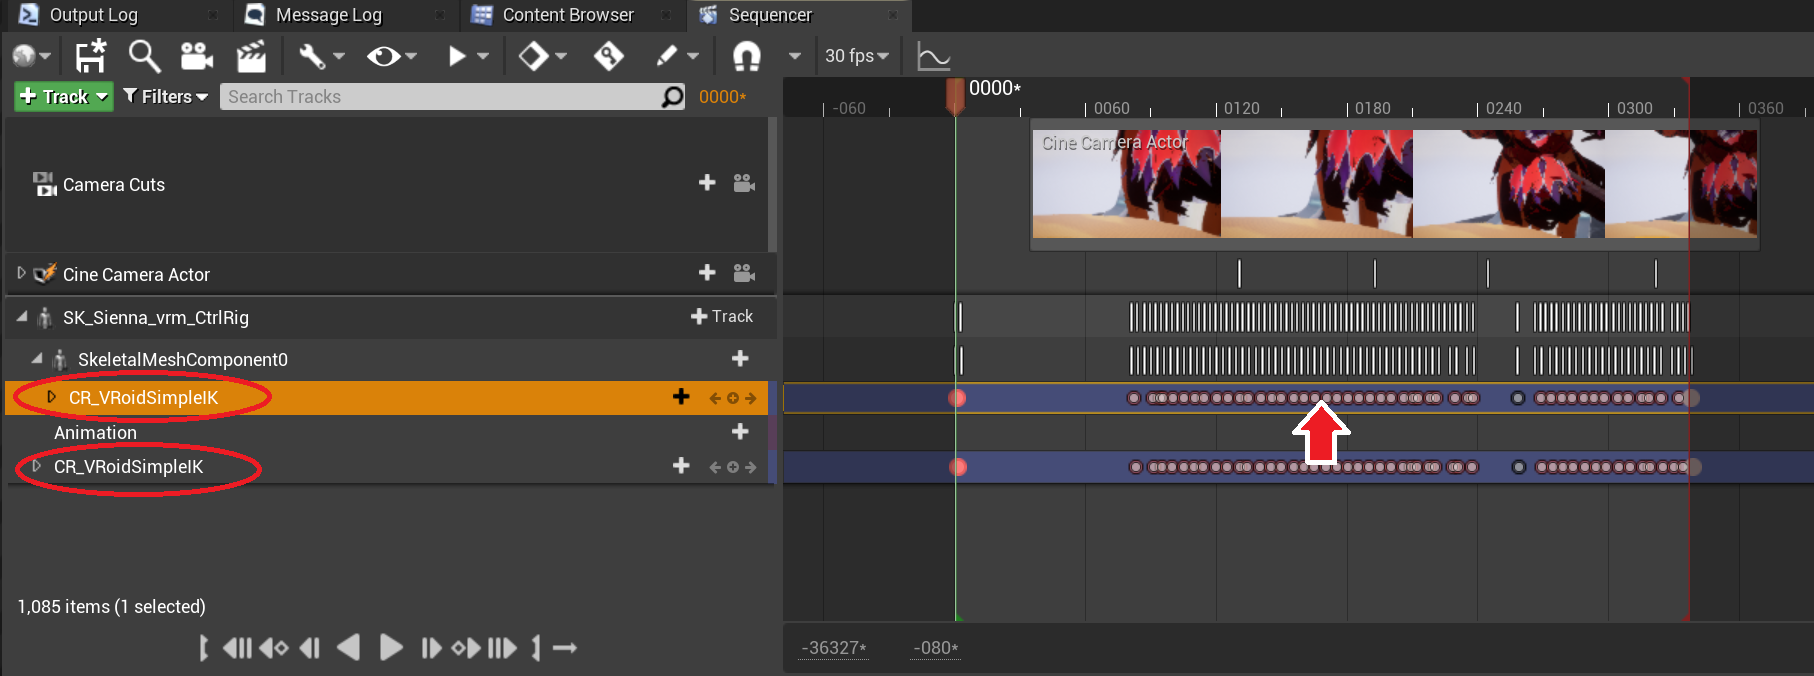 Output Log
Message Log
Content Browser
Sequencer
30 fps
Track
Filters
Search Tracks
0000*
0000*
-060
0060
0120
0180
0240
0300
0360
Cine Camera Actor
Camera Cuts
Cine Camera Actor
SK_Sienna_vrm_CtrlRig
Track
SkeletalMeshComponent0
CR_VRoidSimpleIK
Animation
CR_VRoidSimpleIK
1,085 items (1 selected)
-36327*
-080*